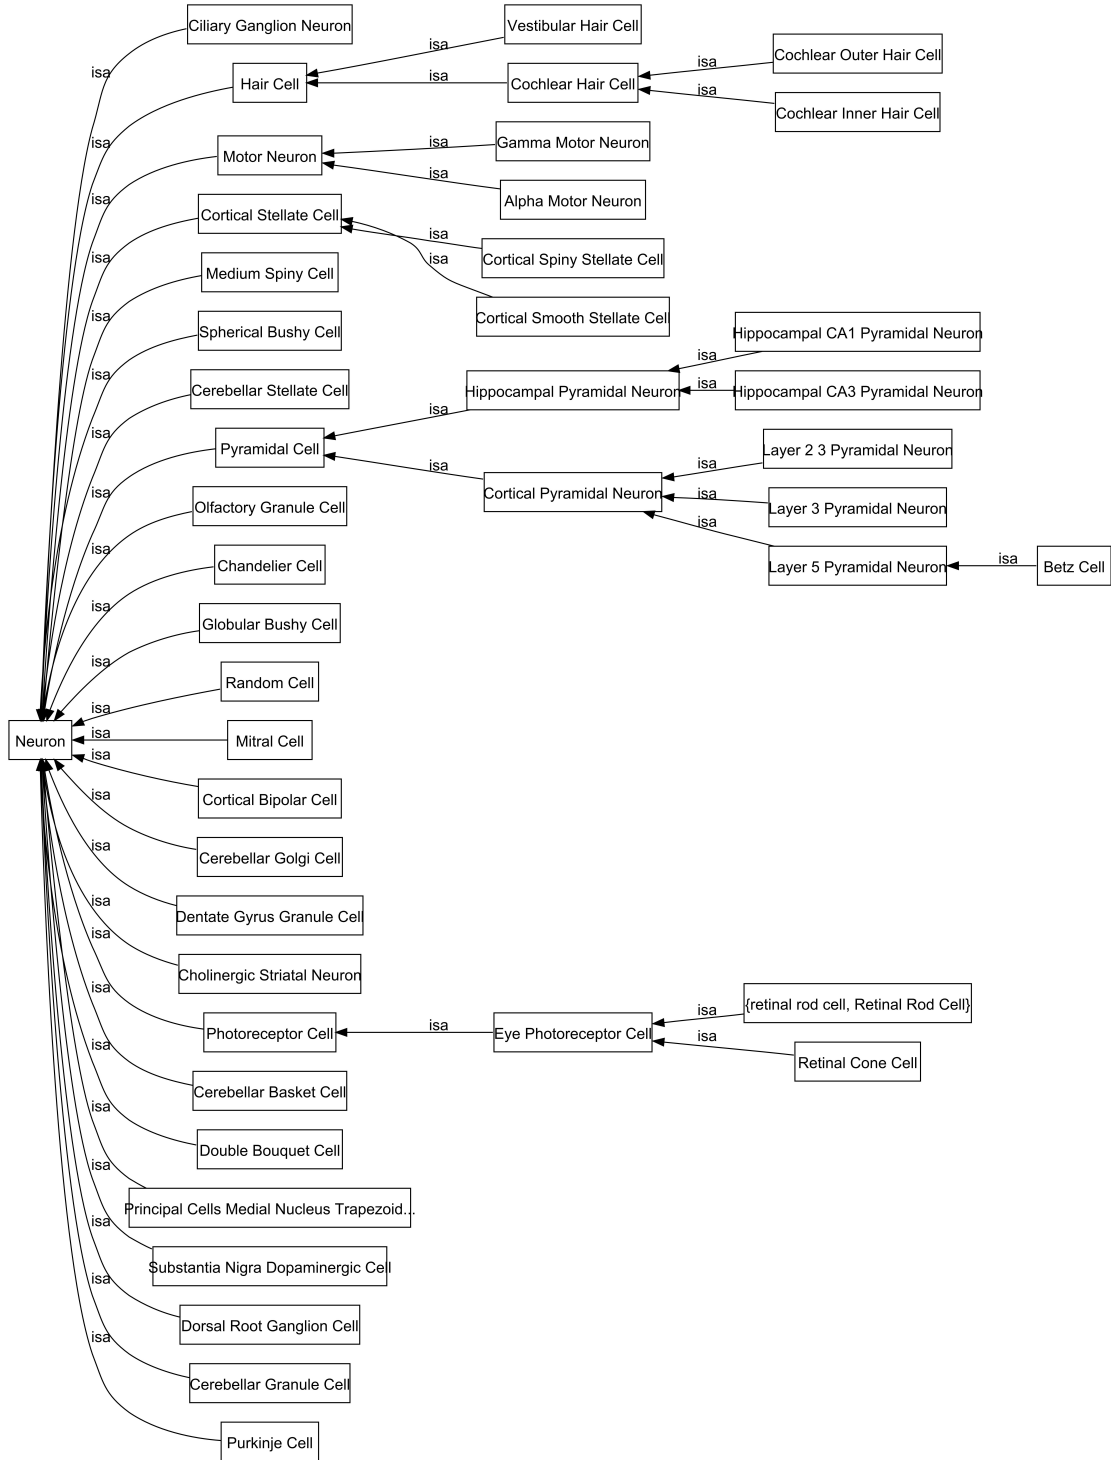 Ciliary Ganglion Neuron
Vestibular Hair Cell
isa
Cochlear Outer Hair Cell
isa
isa
Hair Cell
isa
Cochlear Hair Cell
isa
Cochlear Inner Hair Cell
isa
Motor Neuron
isa
Gamma Motor Neuron
isa
Alpha Motor Neuron
isa
Cortical Stellate Cell
isa
Cortical Spiny Stellate Cell
isa
Medium Spiny Cell
isa
Cortical Smooth Stellate Cell
isa
Spherical Bushy Cell
Hippocampal CA1 Pyramidal Neuron
isa
isa
Cerebellar Stellate Cell
Hippocampal Pyramidal Neuron
isa
Hippocampal CA3 Pyramidal Neuron
isa
isa
Pyramidal Cell
Layer 2 3 Pyramidal Neuron
isa
isa
isa
Cortical Pyramidal Neuron
isa
Layer 3 Pyramidal Neuron
Olfactory Granule Cell
isa
isa
Chandelier Cell
Layer 5 Pyramidal Neuron
isa
Betz Cell
isa
Globular Bushy Cell
isa
Random Cell
isa
Neuron
isa
Mitral Cell
isa
Cortical Bipolar Cell
isa
Cerebellar Golgi Cell
isa
Dentate Gyrus Granule Cell
isa
isa
Cholinergic Striatal Neuron
isa
{retinal rod cell, Retinal Rod Cell}
isa
Photoreceptor Cell
isa
Eye Photoreceptor Cell
isa
Retinal Cone Cell
isa
Cerebellar Basket Cell
isa
Double Bouquet Cell
isa
Principal Cells Medial Nucleus Trapezoid...
isa
Substantia Nigra Dopaminergic Cell
isa
Dorsal Root Ganglion Cell
isa
Cerebellar Granule Cell
Purkinje Cell